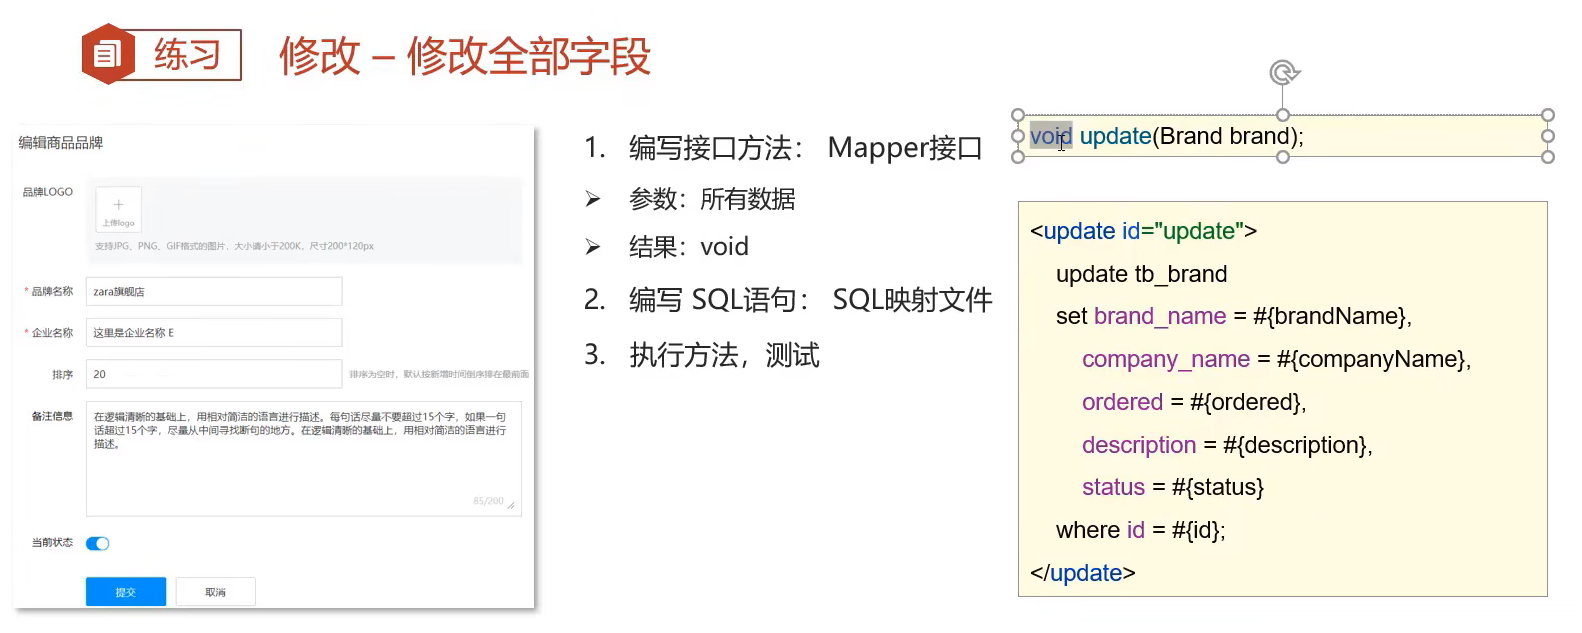 练习
修改 – 修改全部字段
编辑商品品牌
品牌LOGO
+
上传logo
支持JPG、PNG、GIF格式的图片，大小请小于200K，尺寸200*120px
* 品牌名称 zara旗舰店
* 企业名称 这里是企业名称 E
排序 20 排序为空时，默认按新增时间倒序排在最前面
备注信息 在逻辑清晰的基础上，用相对简洁的语言进行描述。每句话尽量不要超过15个字，如果一句
话超过15个字，尽量从中间寻找断句的地方。在逻辑清晰的基础上，用相对简洁的语言进行
描述。
85/200
当前状态
提交 取消
1. 编写接口方法： Mapper接口
➢ 参数：所有数据
➢ 结果：void
2. 编写 SQL语句： SQL映射文件
3. 执行方法，测试
void update(Brand brand);
<update id="update">
update tb_brand
set brand_name = #{brandName},
company_name = #{companyName},
ordered = #{ordered},
description = #{description},
status = #{status}
where id = #{id};
</update>